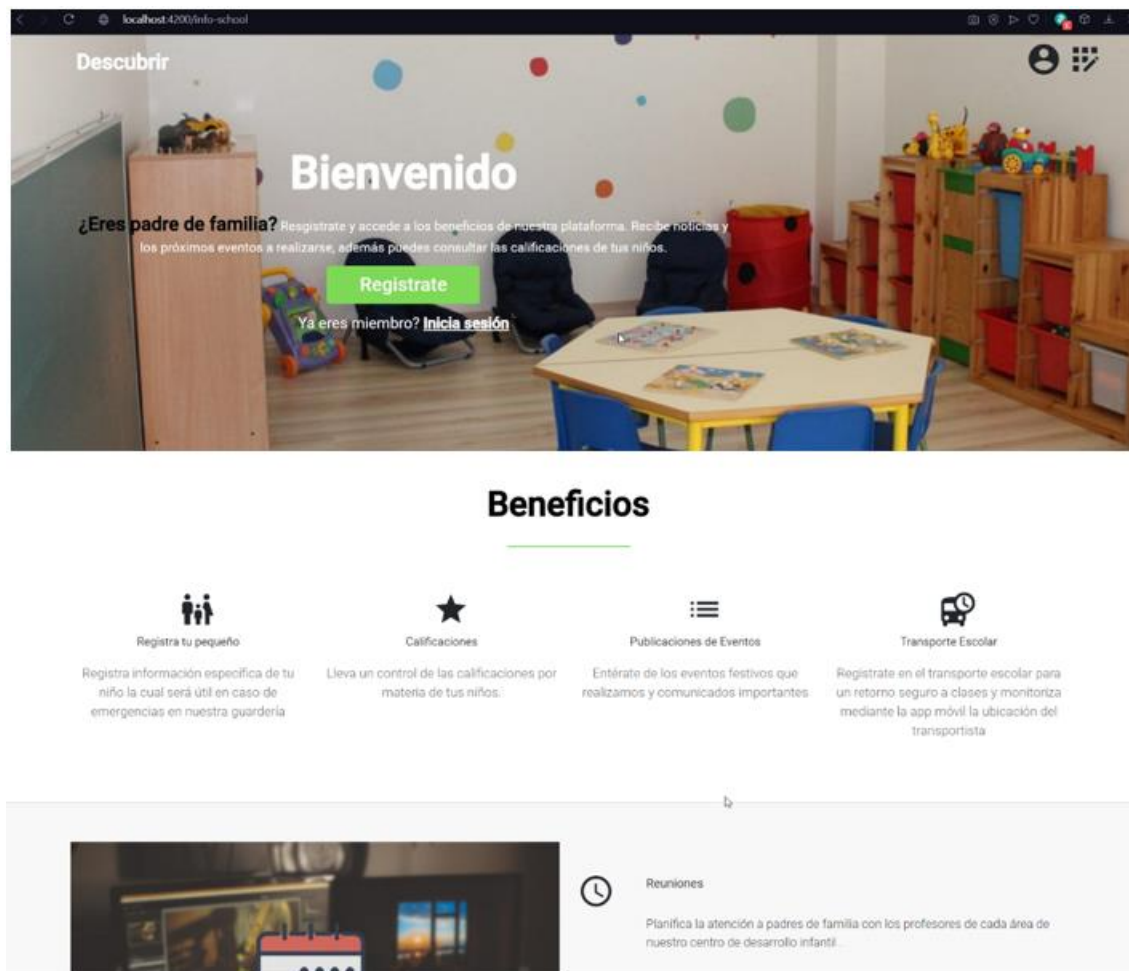 localhost:4200/info-school
Descubrir
Bienvenido
¿Eres padre de familia? Resgistrate y accede a los beneficios de nuestra plataforma. Recibe noticias y
los próximos eventos a realizarse, además puedes consultar las calificaciones de tus niños.
Registrate
Ya eres miembro? Inicia sesión
Beneficios
Registra tu pequeño
Registra información especifica de tu
niño la cual será útil en caso de
emergencias en nuestra guardería
Calificaciones
Lleva un control de las calificaciones por
materia de tus niños.
Publicaciones de Eventos
Entérate de los eventos festivos que
realizamos y comunicados importantes
Transporte Escolar
Registrate en el transporte escolar para
un retorno seguro a clases y monitoriza
mediante la app móvil la ubicación del
transportista
Reuniones
Planífica la atención a padres de familia con los profesores de cada área de
nuestro centro de desarrollo infantil.